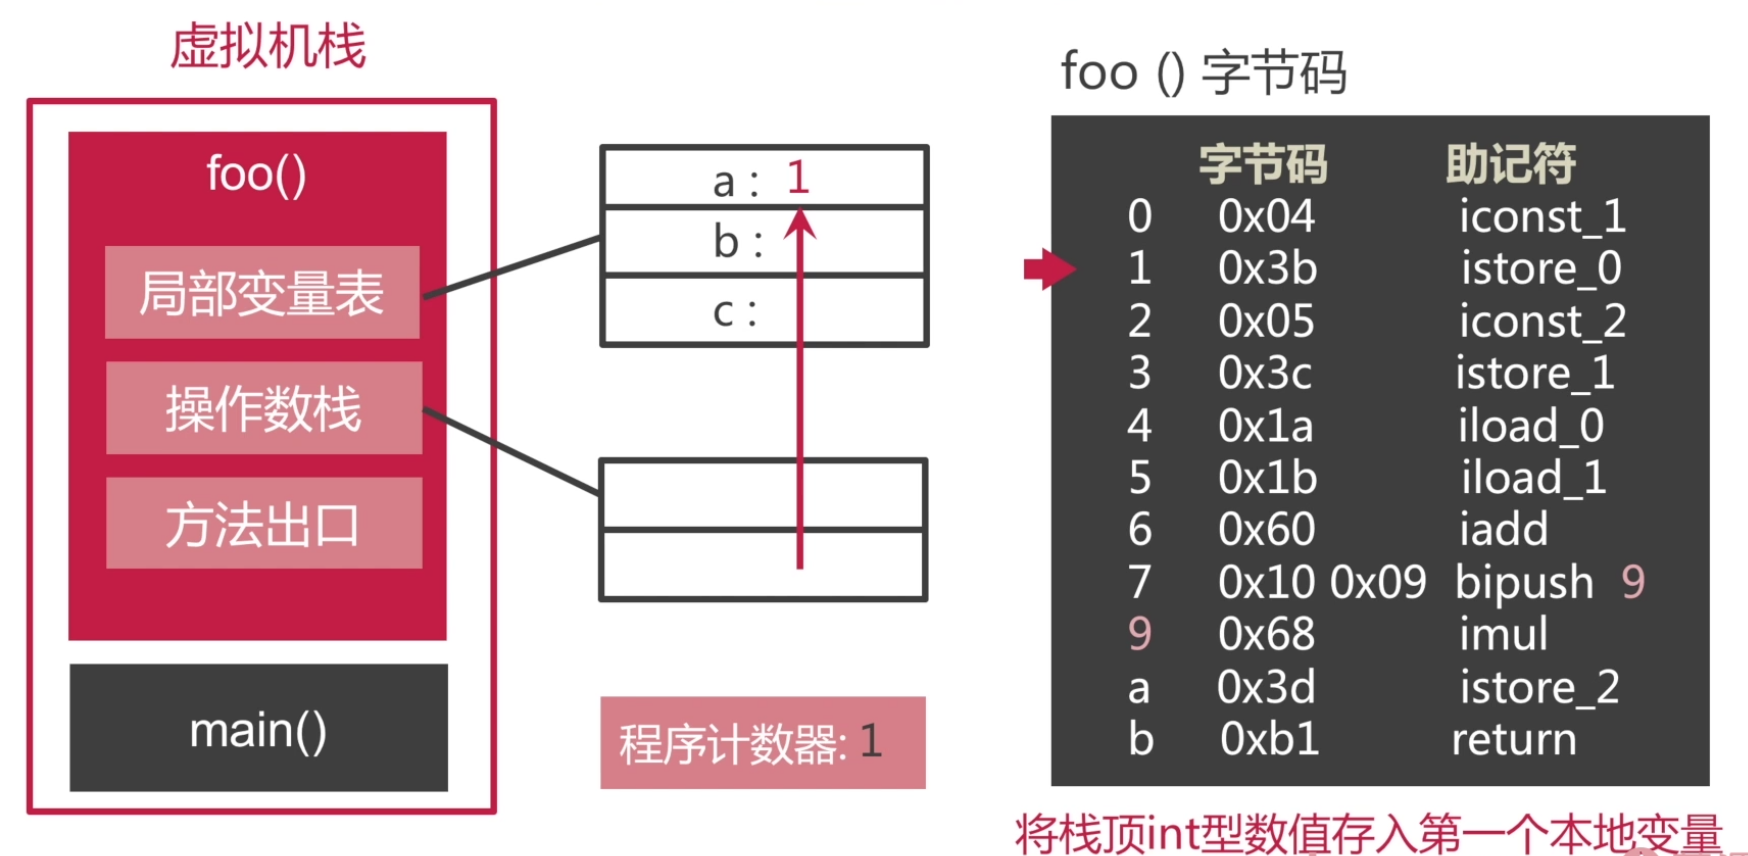 虚拟机栈
foo()
局部变量表
操作数栈
方法出口
main()
a : 1
b :
c :
程序计数器: 1
foo () 字节码
字节码 助记符
0 0x04 iconst_1
1 0x3b istore_0
2 0x05 iconst_2
3 0x3c istore_1
4 0x1a iload_0
5 0x1b iload_1
6 0x60 iadd
7 0x10 0x09 bipush 9
9 0x68 imul
a 0x3d istore_2
b 0xb1 return
将栈顶int型数值存入第一个本地变量